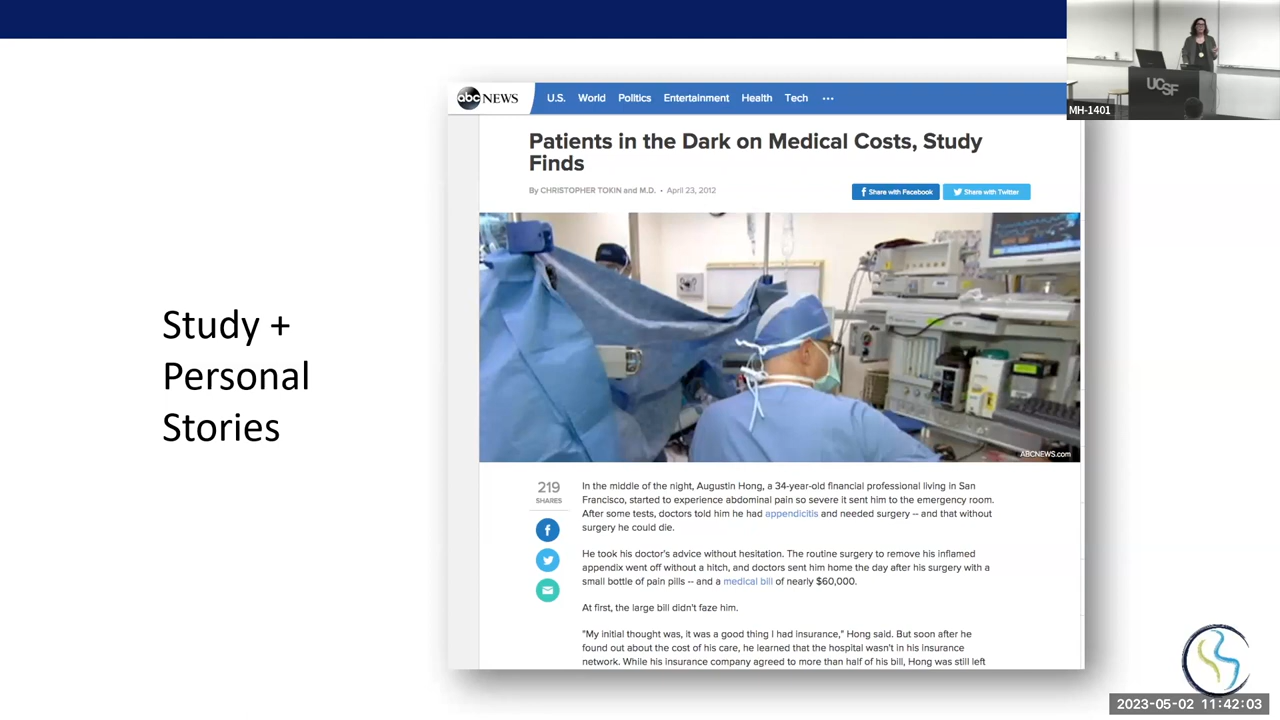 UCSF
MH-1401
abc NEWS
U.S. World Politics Entertainment Health Tech ···
Patients in the Dark on Medical Costs, Study
Finds
By CHRISTOPHER TOKIN and M.D. • April 23, 2012
Share with Facebook
Share with Twitter
ABCNEWS.com
Study +
Personal
Stories
219
SHARES
In the middle of the night, Augustin Hong, a 34-year-old financial professional living in San
Francisco, started to experience abdominal pain so severe it sent him to the emergency room.
After some tests, doctors told him he had appendicitis and needed surgery -- and that without
surgery he could die.
He took his doctor's advice without hesitation. The routine surgery to remove his inflamed
appendix went off without a hitch, and doctors sent him home the day after his surgery with a
small bottle of pain pills -- and a medical bill of nearly $60,000.
At first, the large bill didn't faze him.
"My initial thought was, it was a good thing I had insurance," Hong said. But soon after he
found out about the cost of his care, he learned that the hospital wasn't in his insurance
network. While his insurance company agreed to more than half of his bill, Hong was still left
2023-05-02 11:42:03